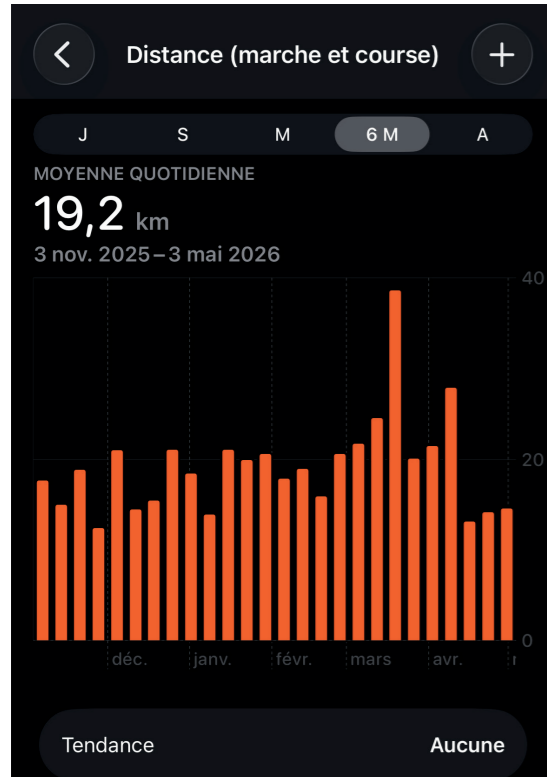 Distance (marche et course)
J S M 6 M A
MOYENNE QUOTIDIENNE
19,2 km
3 nov. 2025 – 3 mai 2026
40
20
0
déc. janv. févr. mars avr.
Tendance Aucune